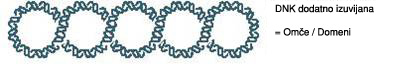 DNK dodatno izuvijana
= Omče / Domeni